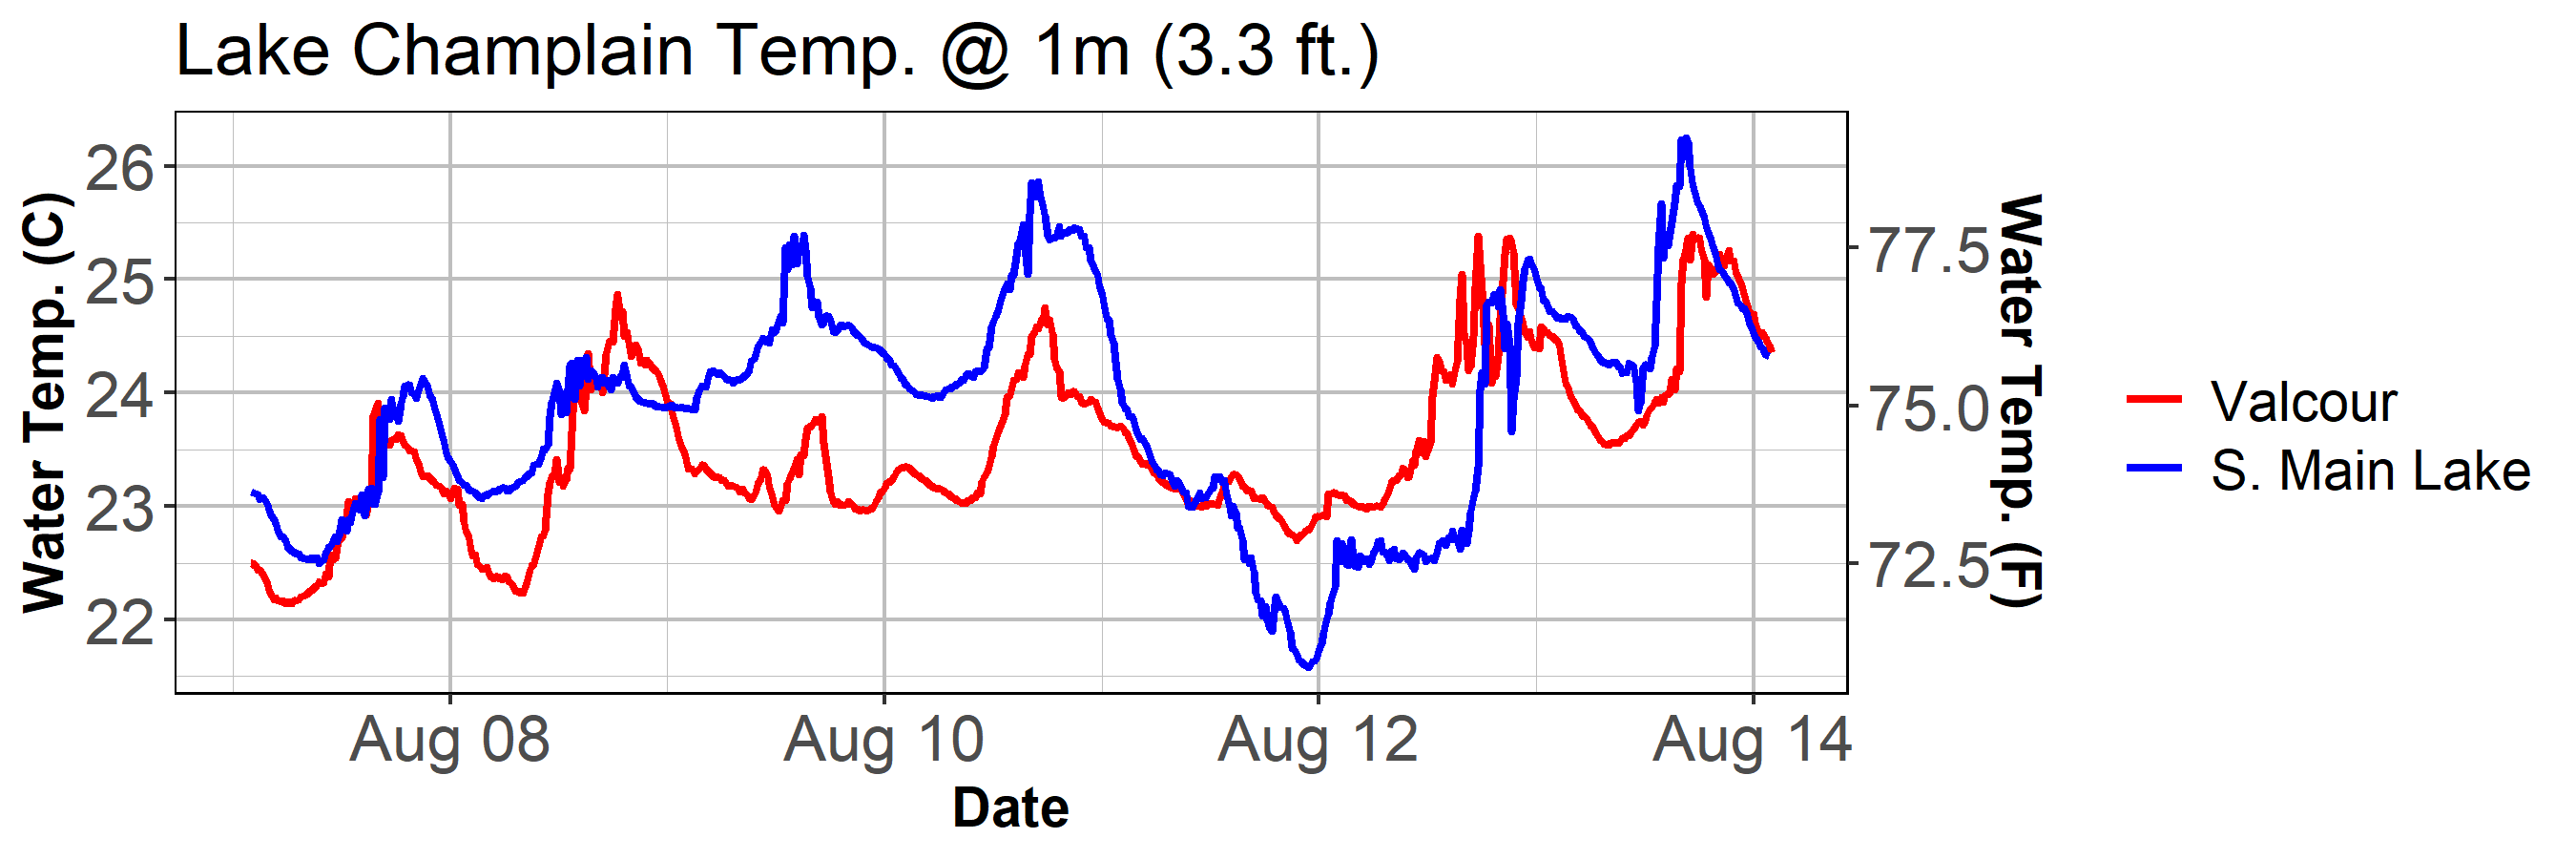 Lake Champlain Temp. @ 1m (3.3 ft.)
Water Temp. (C)
26
25
24
23
22
77.5
75.0
72.5
Water Temp. (F)
Valcour
S. Main Lake
Aug 08
Aug 10
Aug 12
Aug 14
Date